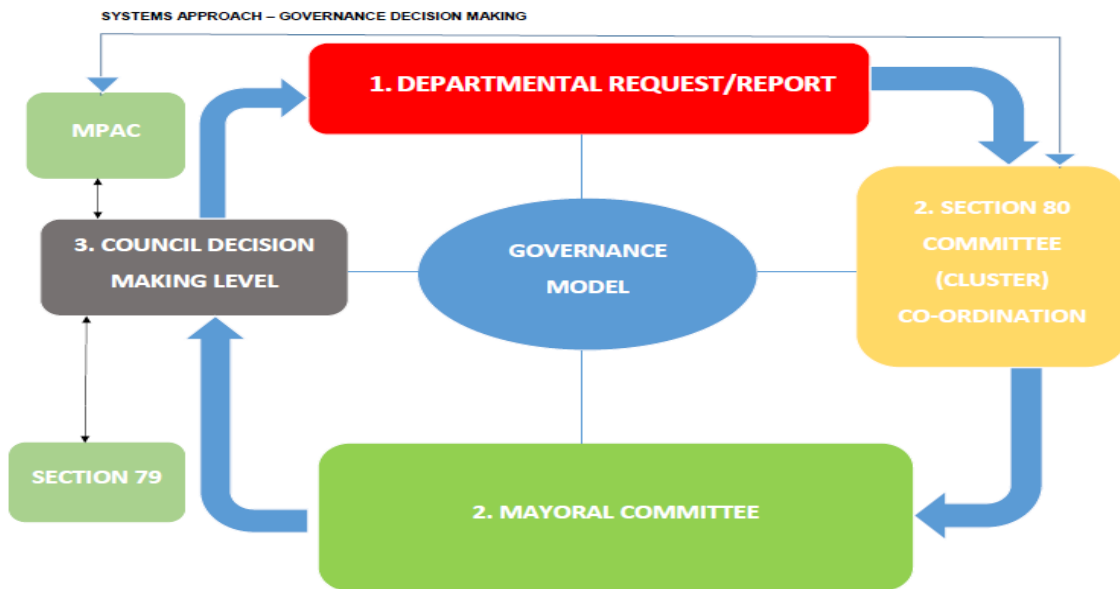 SYSTEMS APPROACH – GOVERNANCE DECISION MAKING
1. DEPARTMENTAL REQUEST/REPORT
MPAC
2. SECTION 80
COMMITTEE
(CLUSTER)
CO-ORDINATION
3. COUNCIL DECISION
MAKING LEVEL
GOVERNANCE
MODEL
SECTION 79
2. MAYORAL COMMITTEE